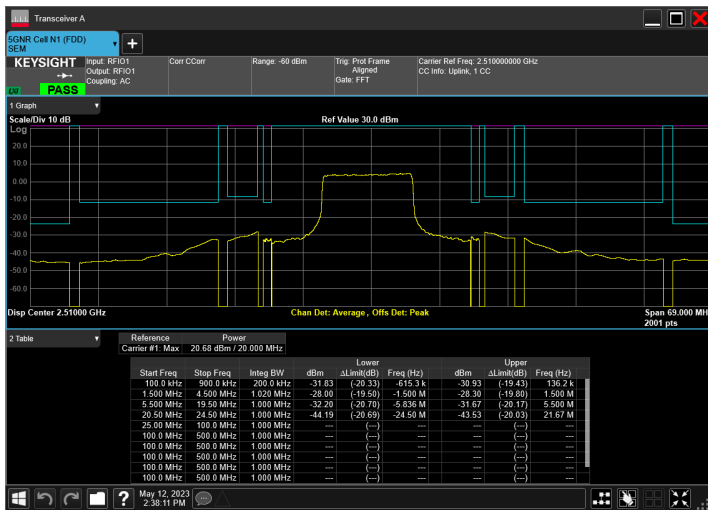 Transceiver A
5GNR Cell N1 (FDD)
SEM
KEYSIGHT
Input: RFIO1
Output: RFIO1
Coupling: AC
Corr CCorr
Range: -60 dBm
Trig: Prot Frame
Aligned
Gate: FFT
Carrier Ref Freq: 2.510000000 GHz
CC Info: Uplink, 1 CC
PASS
1 Graph
Scale/Div 10 dB
Ref Value 30.0 dBm
Log
20.0
10.0
0.00
-10.0
-20.0
-30.0
-40.0
-50.0
-60.0
Disp Center 2.51000 GHz
Chan Det: Average, Offs Det: Peak
Span 69.000 MH
2001 pts
2 Table
Reference Power
Carrier #1: Max 20.68 dBm / 20.000 MHz
Lower Upper
Start Freq Stop Freq Integ BW dBm ΔLimit(dB) Freq (Hz) dBm ΔLimit(dB) Freq (Hz)
100.0 kHz 900.0 kHz 200.0 kHz -31.83 (-20.33) -615.3 k -30.93 (-19.43) 136.2 k
1.500 MHz 4.500 MHz 1.020 MHz -28.00 (-19.50) -1.500 M -28.30 (-19.80) 1.500 M
5.500 MHz 19.50 MHz 1.000 MHz -32.20 (-20.70) -5.836 M -31.67 (-20.17) 5.500 M
20.50 MHz 24.50 MHz 1.000 MHz -44.19 (-20.69) -24.50 M -43.53 (-20.03) 21.67 M
25.00 MHz 100.0 kHz 1.000 MHz --- (---) --- --- (---) ---
100.0 kHz 500.0 kHz 1.000 MHz --- (---) --- --- (---) ---
100.0 kHz 500.0 kHz 1.000 MHz --- (---) --- --- (---) ---
100.0 kHz 500.0 kHz 1.000 MHz --- (---) --- --- (---) ---
100.0 kHz 500.0 kHz 1.000 MHz --- (---) --- --- (---) ---
100.0 kHz 500.0 kHz 1.000 MHz --- (---) --- --- (---) ---
May 12, 2023
2:38:11 PM